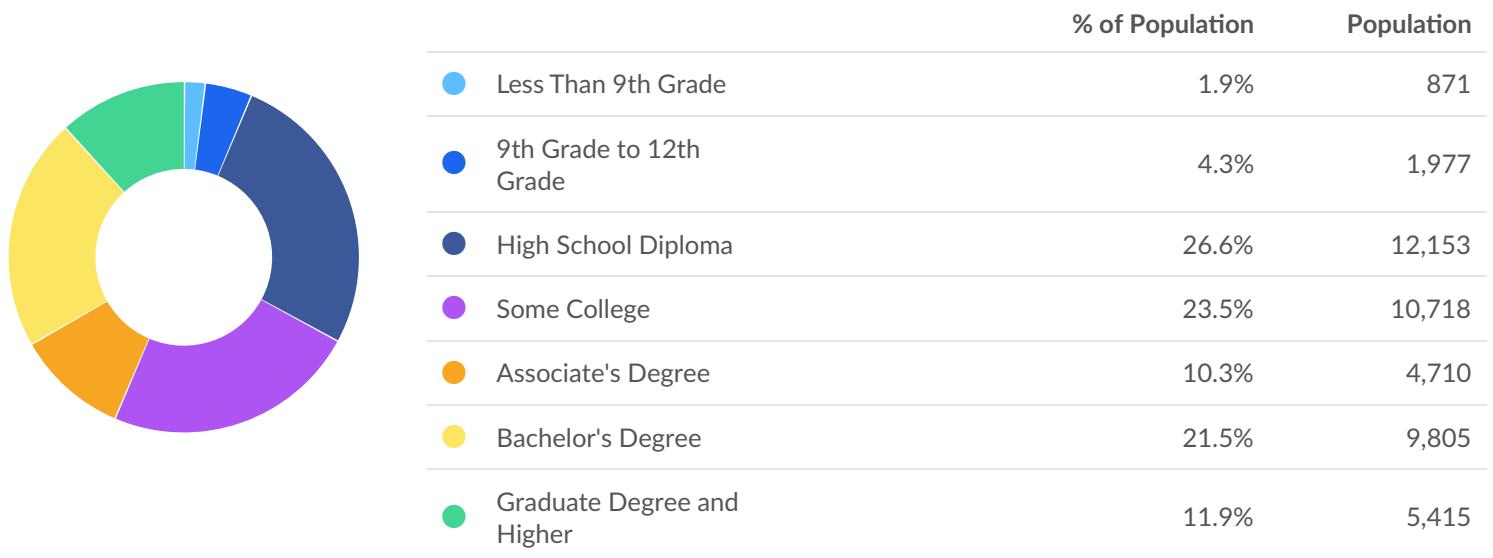 % of Population Population
Less Than 9th Grade 1.9% 871
9th Grade to 12th
Grade 4.3% 1,977
High School Diploma 26.6% 12,153
Some College 23.5% 10,718
Associate's Degree 10.3% 4,710
Bachelor's Degree 21.5% 9,805
Graduate Degree and
Higher 11.9% 5,415